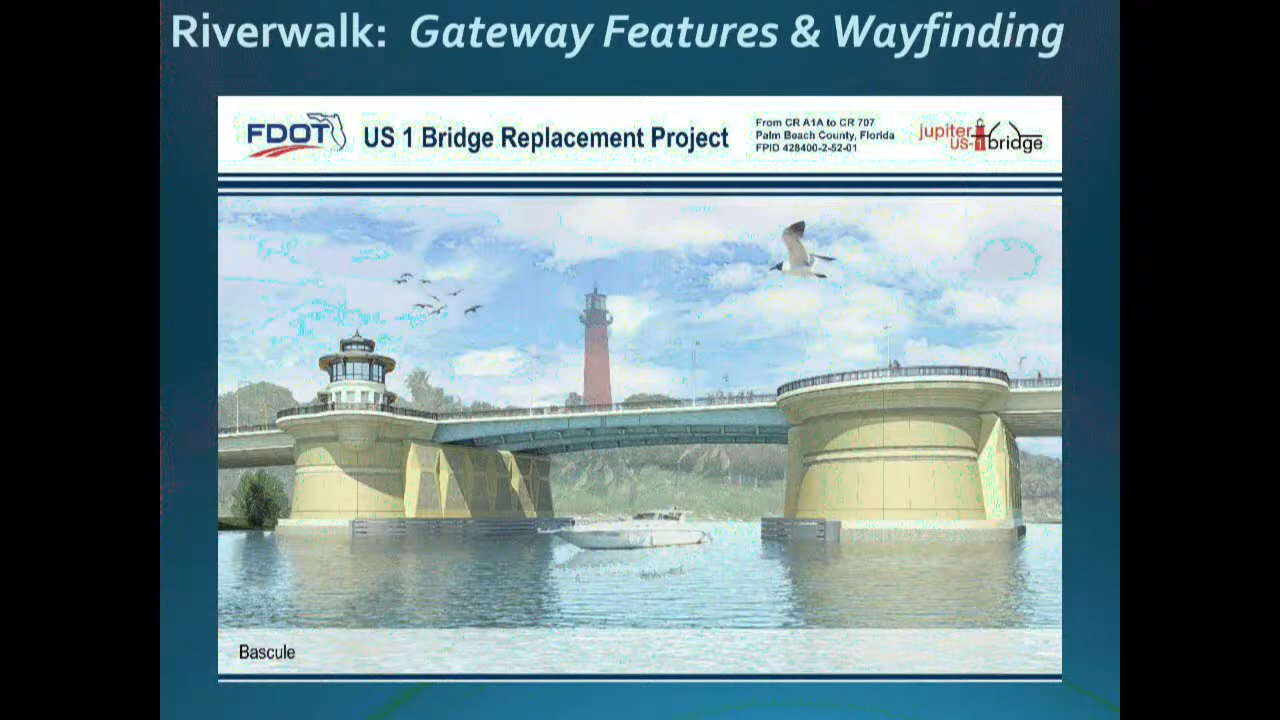 Riverwalk: Gateway Features & Wayfinding
FDOT
US 1 Bridge Replacement Project
From CR A1A to CR 707
Palm Beach County, Florida
FPID 428400-2-52-01
jupiter
US-1 bridge
Bascule